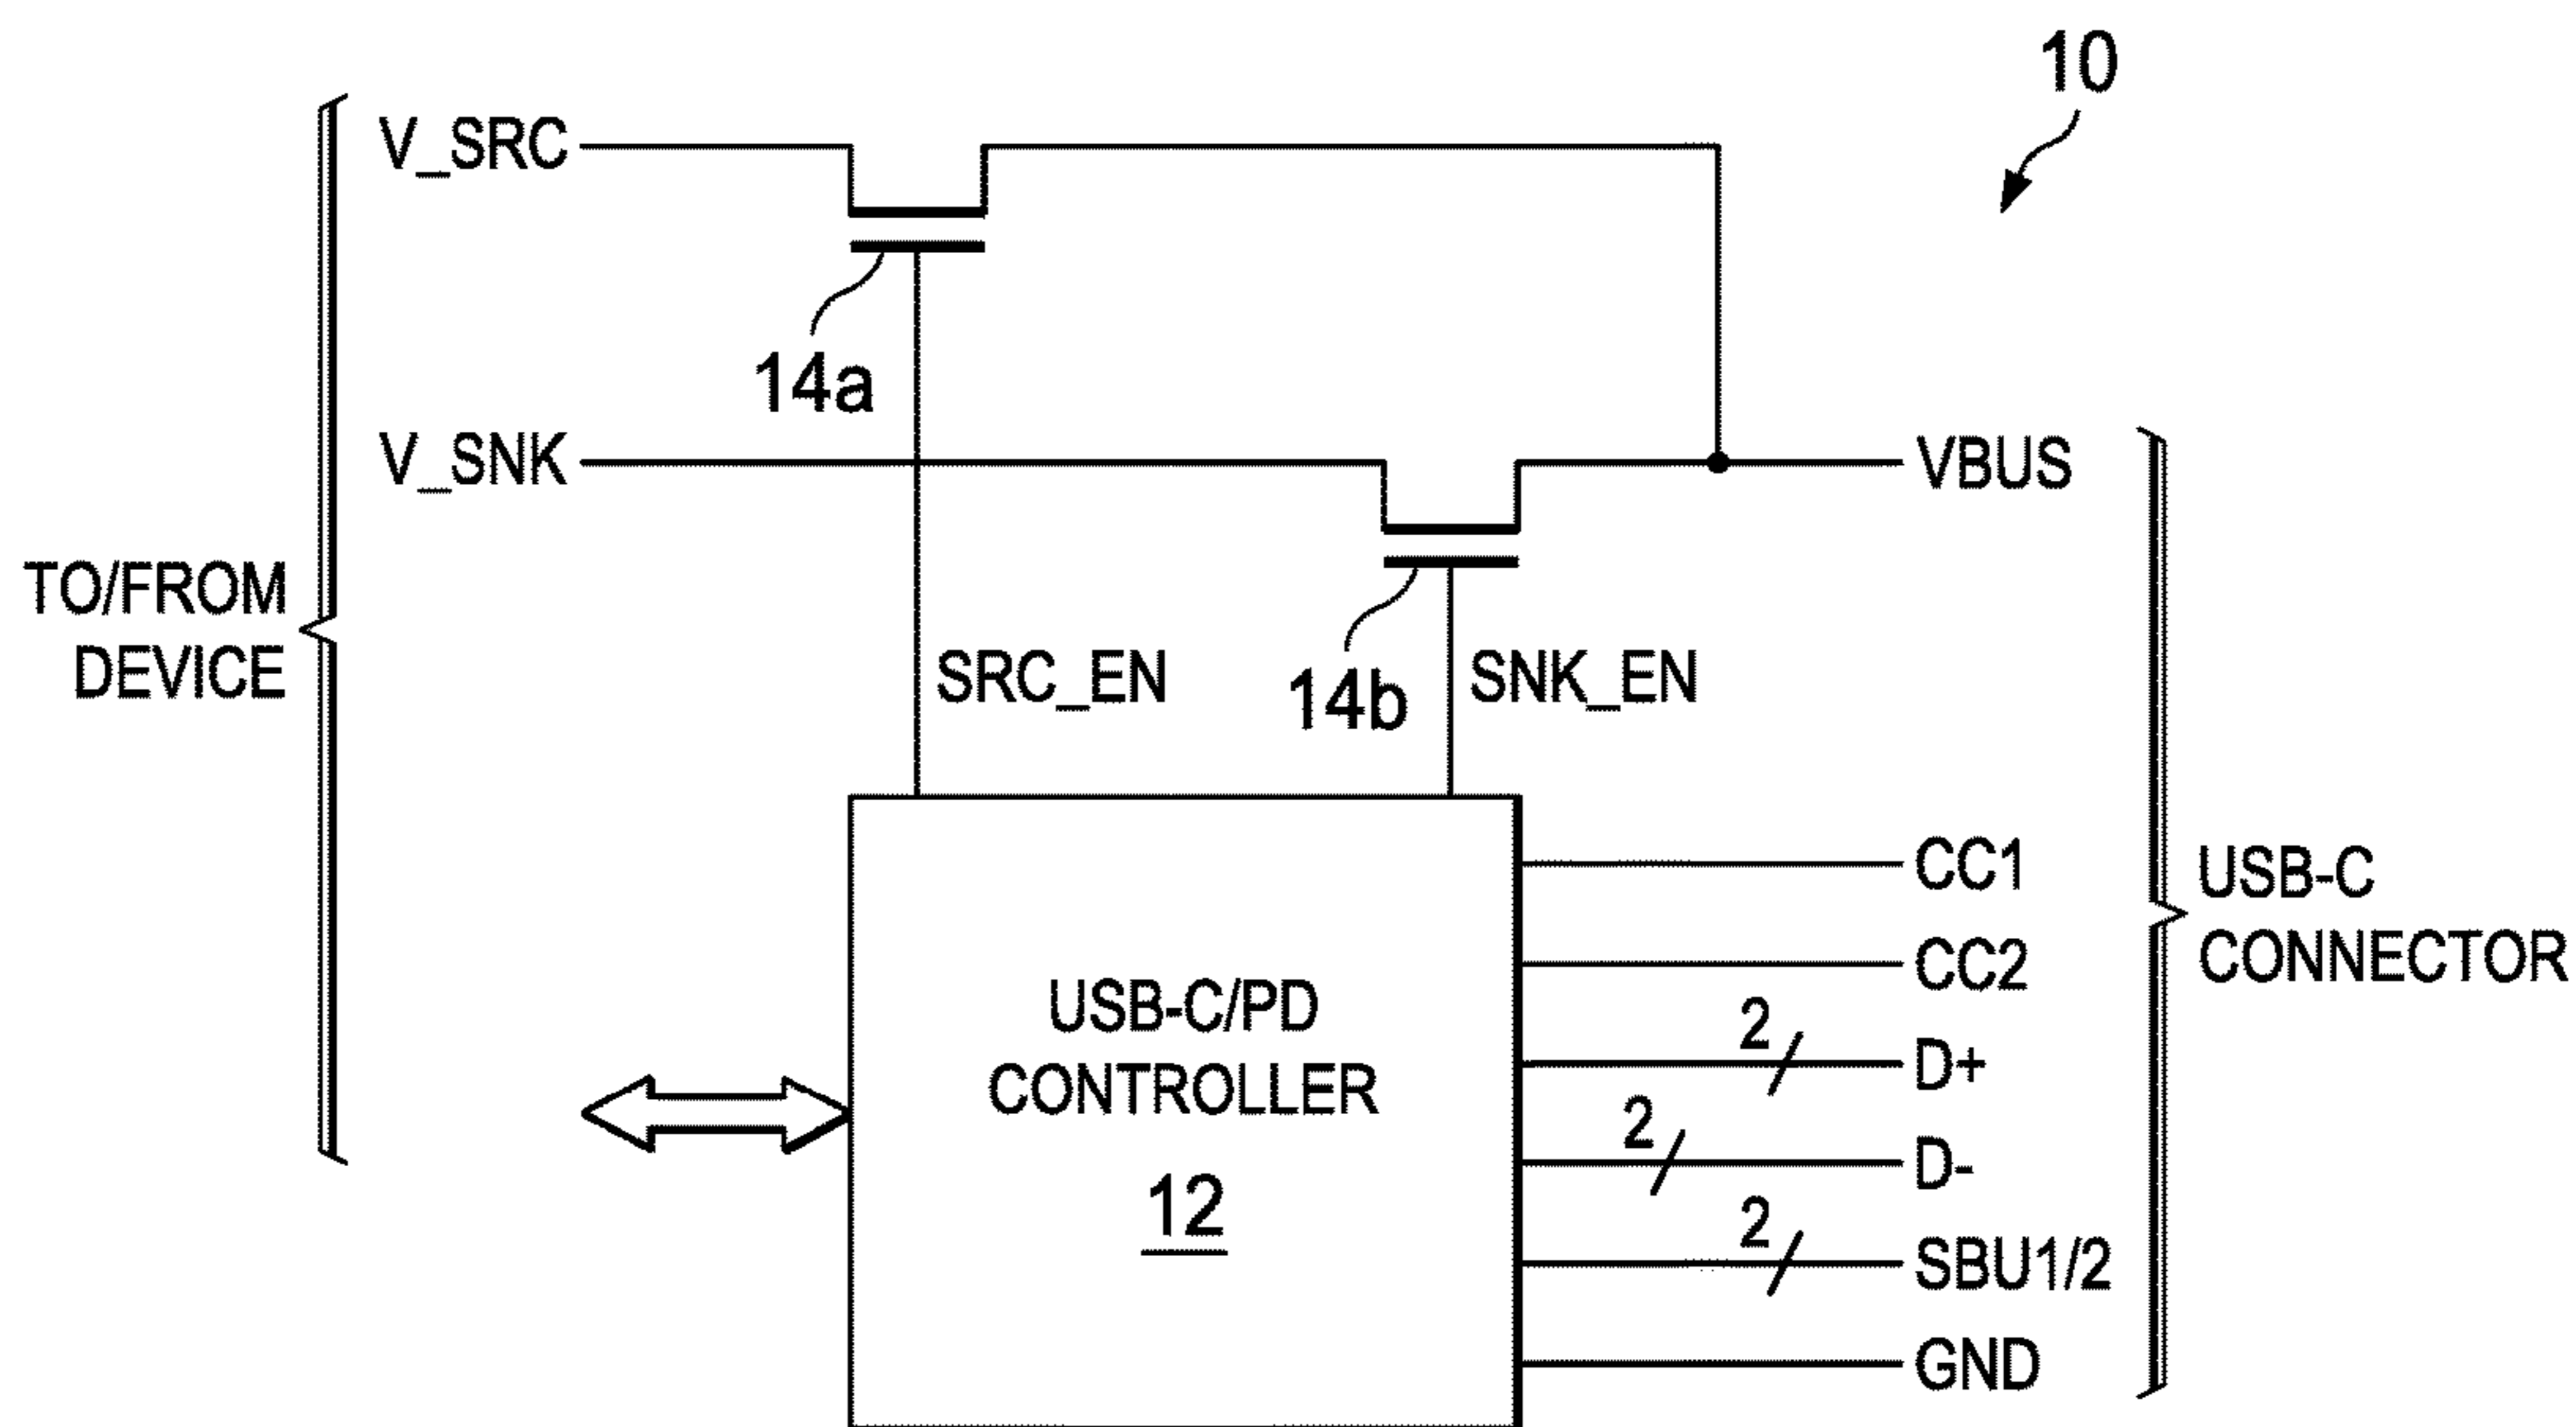 10
V_SRC
14a
V_SNK
VBUS
TO/FROM
DEVICE
SRC_EN
14b
SNK_EN
CC1
USB-C
CONNECTOR
CC2
USB-C/PD
CONTROLLER
12
2
D+
2
D-
2
SBU1/2
GND